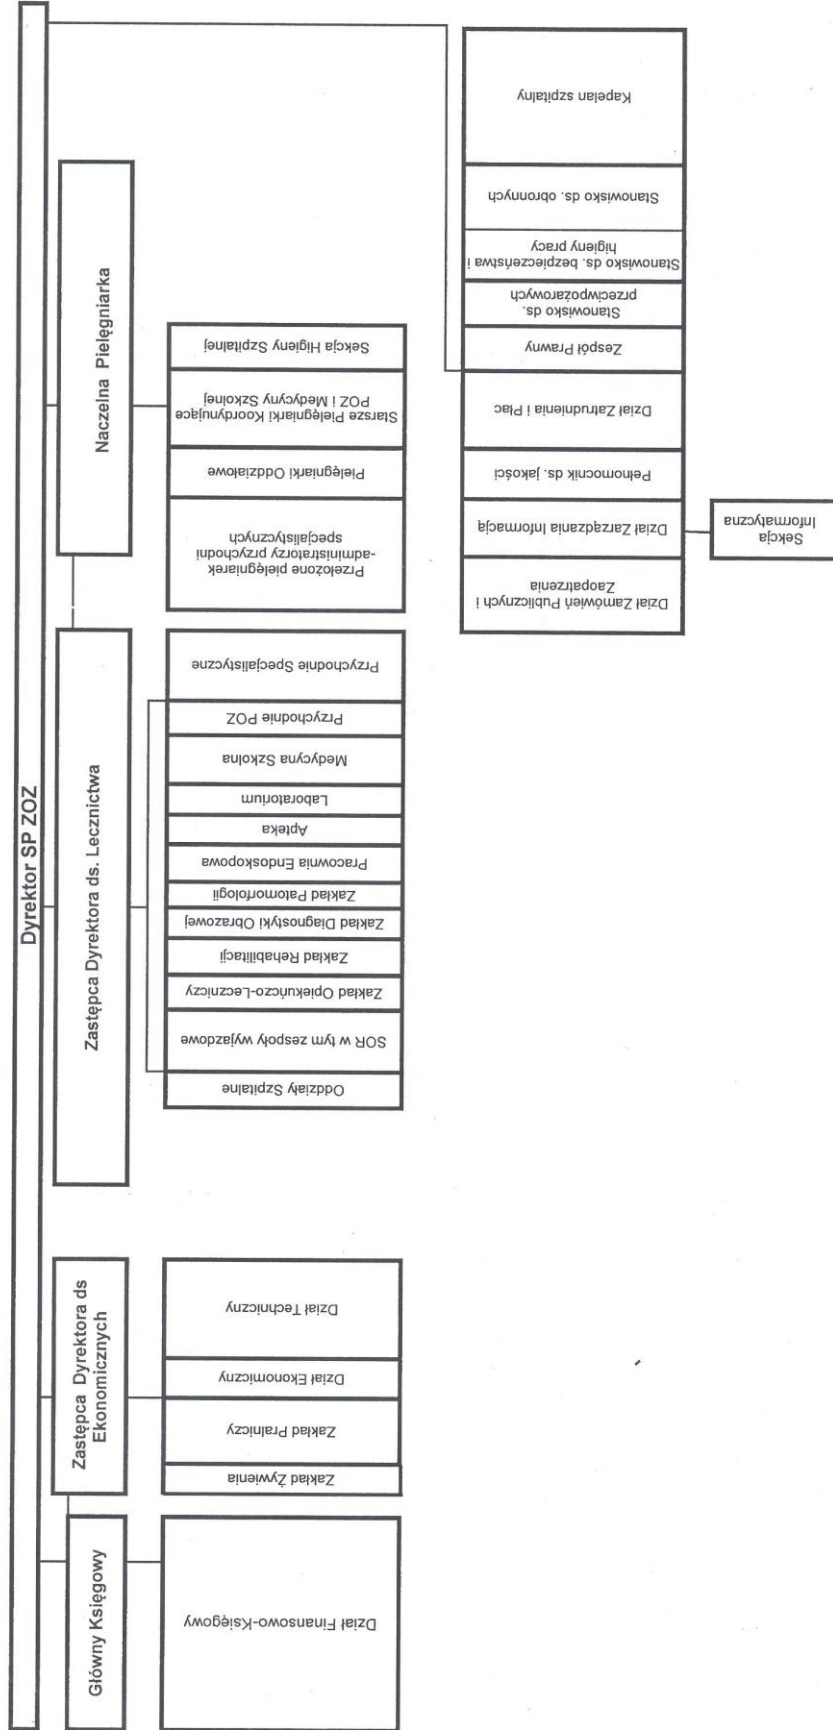 Dyrektor SP ZOZ
Główny Księgowy
Zastępca Dyrektora ds
Ekonomicznych
Zastępca Dyrektora ds. Lecznictwa
Naczelna Pielęgniarka
Dział Finansowo-Księgowy
Zakład Żywienia
Zakład Pralniczy
Dział Ekonomiczny
Dział Techniczny
Oddziały Szpitalne
SOR w tym zespoły wyjazdowe
Zakład Opiekuńczo-Leczniczy
Zakład Rehabilitacji
Zakład Diagnostyki Obrazowej
Zakład Patomorfologii
Pracownia Endoskopowa
Apteka
Laboratorium
Medycyna Szkolna
Przychodnie POZ
Przychodnie Specjalistyczne
Przełożone pielęgniarek
-administratorzy przychodni
specjalistycznych
Pielęgniarki Oddziałowe
Starsze Pielęgniarki Koordynujące
POZ i Medycyny Szkolnej
Sekcja Higieny Szpitalnej
Dział Zamówień Publicznych i
Zaopatrzenia
Dział Zarządzania Informacją
Pełnomocnik ds. jakości
Dział Zatrudnienia i Płac
Zespół Prawny
Stanowisko ds.
przeciwpożarowych
Stanowisko ds. bezpieczeństwa i
higieny pracy
Stanowisko ds. obronnych
Kapelan szpitalny
Sekcja
Informatyczna